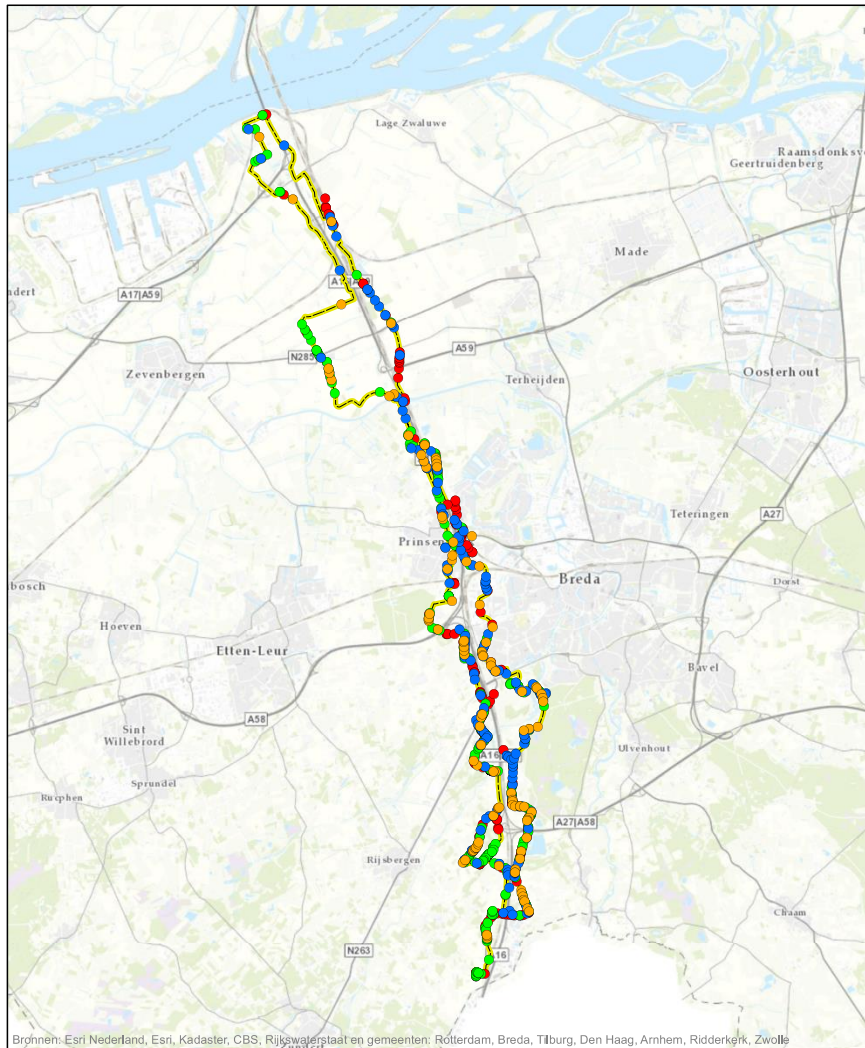 Lage Zwaluwe
Raamsdonksv
Geertruidenberg
Made
A17|A59
A59
N285
Zevenbergen
Terheijden
Oosterhout
A27
Teteringen
Prinsen
Breda
Dorst
bosch
Hoeven
Etten-Leur
Bavel
A58
Sint
Willebrord
Ulvenhout
A16
Sprundel
Rucphen
A27|A58
Rijsbergen
Chaam
N263
A16
Bronnen: Esri Nederland, Esri, Kadaster, CBS, Rijkswaterstaat en gemeenten: Rotterdam, Breda, Tilburg, Den Haag, Arnhem, Ridderkerk, Zwolle